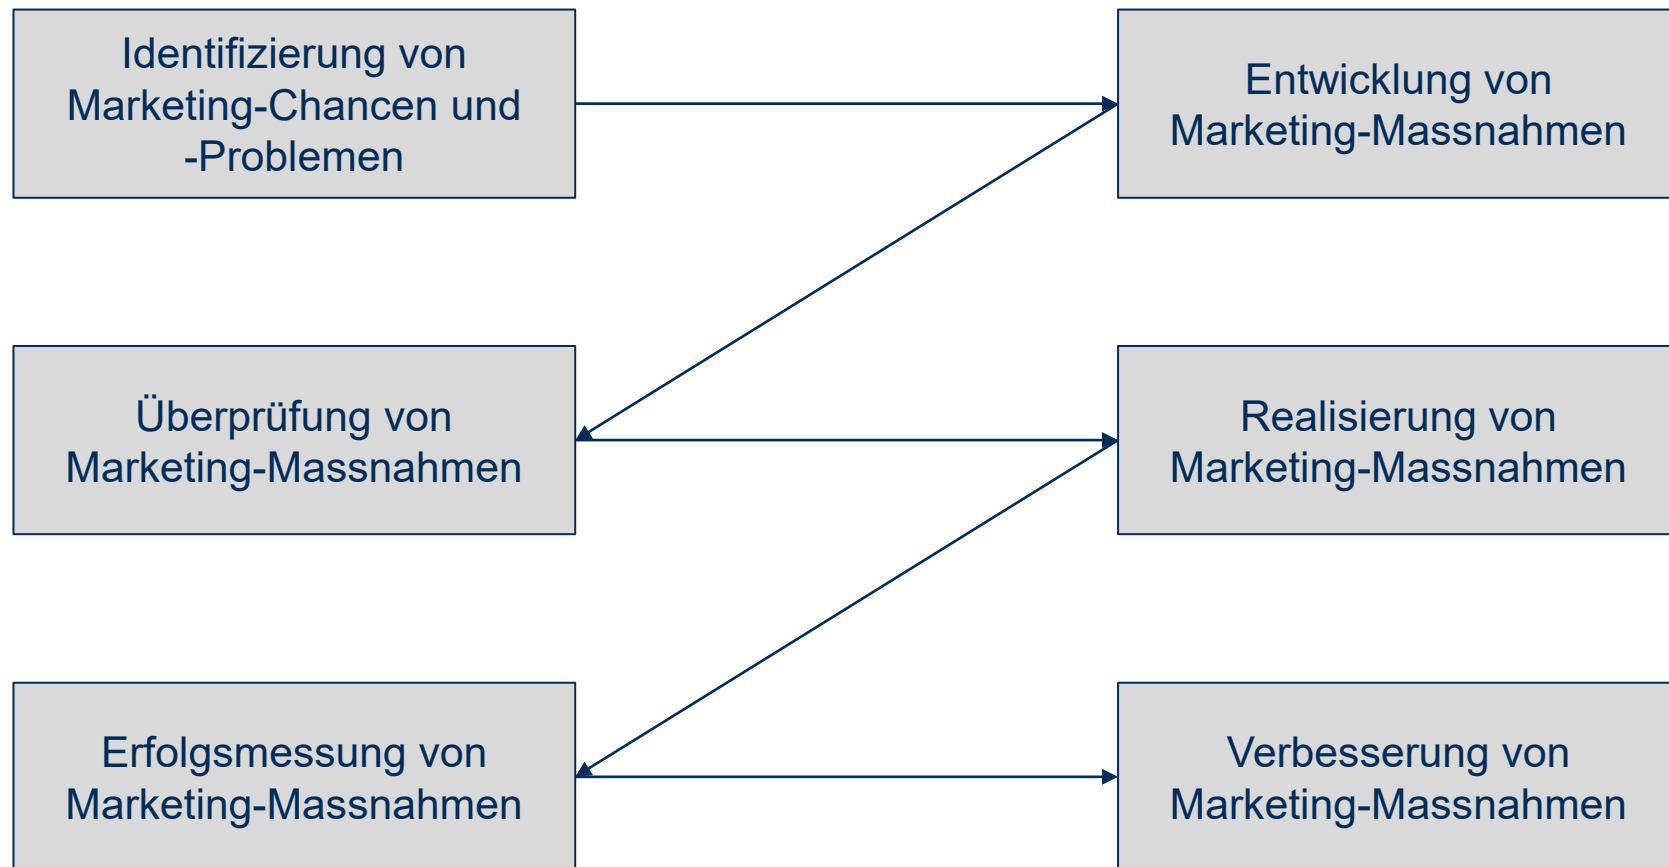 Identifizierung von
Marketing-Chancen und
-Problemen
Entwicklung von
Marketing-Massnahmen
Überprüfung von
Marketing-Massnahmen
Realisierung von
Marketing-Massnahmen
Erfolgsmessung von
Marketing-Massnahmen
Verbesserung von
Marketing-Massnahmen